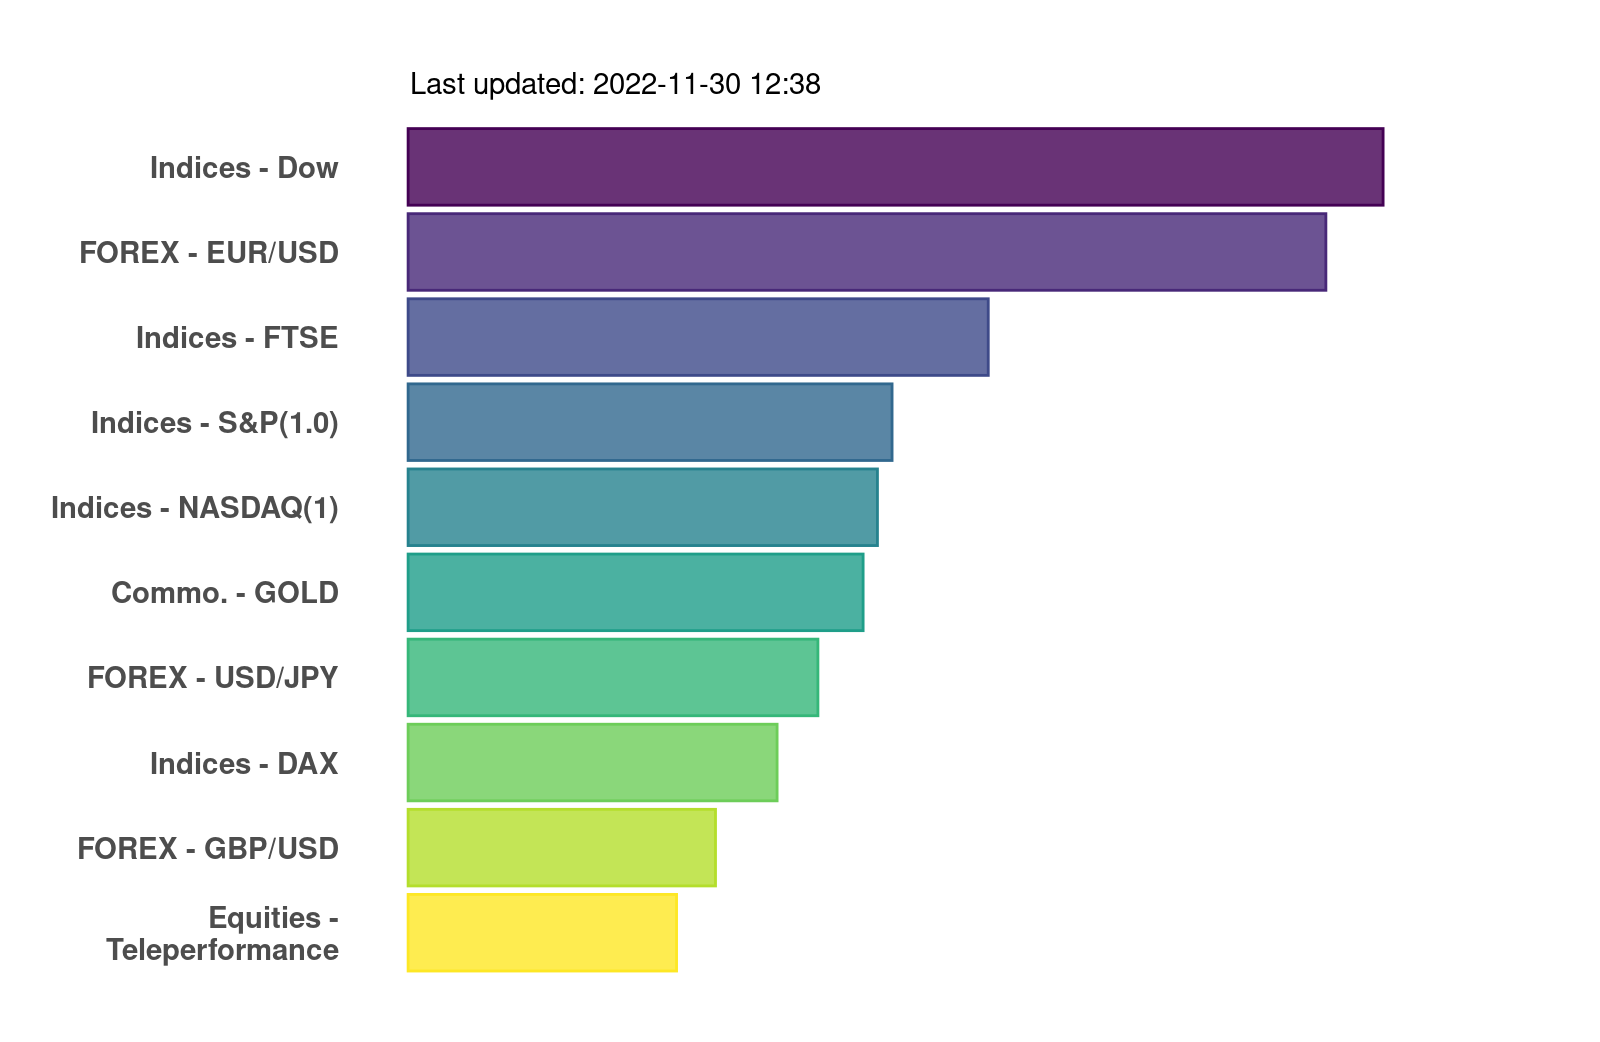 Last updated: 2022-11-30 12:38
Indices - Dow
FOREX - EUR/USD
Indices - FTSE
Indices - S&P(1.0)
Indices - NASDAQ(1)
Commo. - GOLD
FOREX - USD/JPY
Indices - DAX
FOREX - GBP/USD
Equities -
Teleperformance